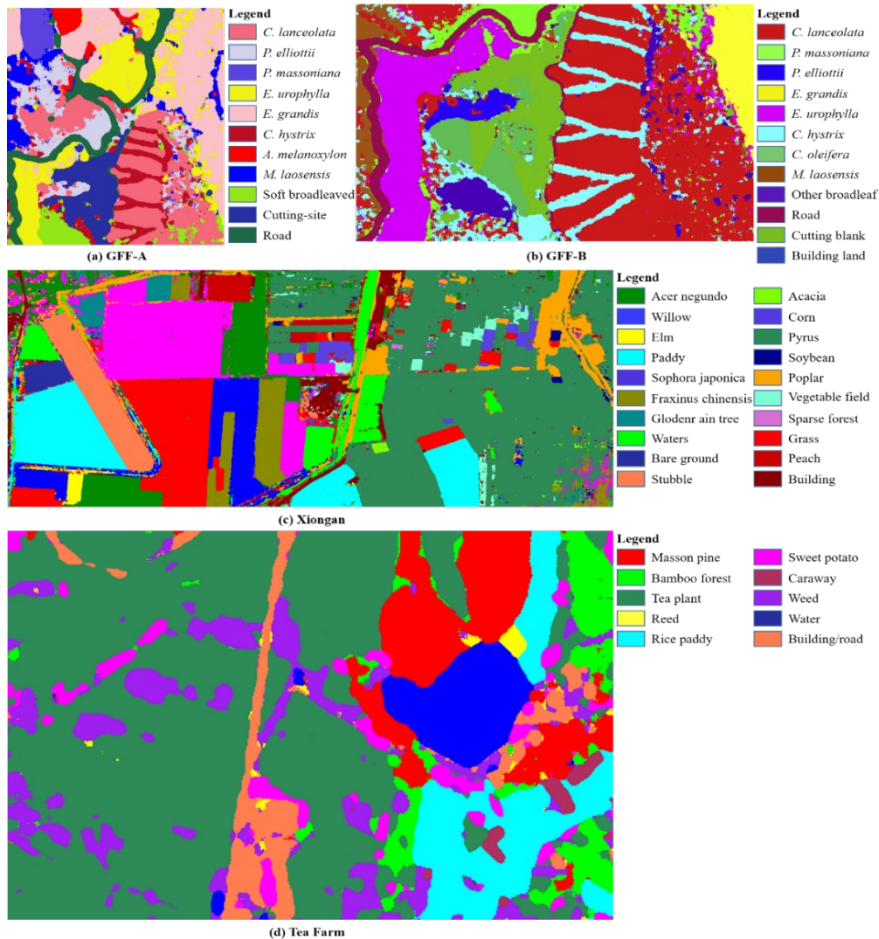 Legend
C. lanceolata
P. elliottii
P. massoniana
E. urophylla
E. grandis
C. hystrix
A. melanoxylon
M. laosensis
Soft broadleaved
Cutting-site
Road
(a) GFF-A
Legend
C. lanceolata
P. massoniana
P. elliottii
E. grandis
E. urophylla
C. hystrix
C. oleifera
M. laosensis
Other broadleaf
Road
Cutting blank
Building land
(b) GFF-B
Legend
Acer negundo
Willow
Elm
Paddy
Sophora japonica
Fraxinus chinensis
Glodenr ain tree
Waters
Bare ground
Stubble
Acacia
Corn
Pyrus
Soybean
Poplar
Vegetable field
Sparse forest
Grass
Peach
Building
(c) Xiongan
Legend
Masson pine
Bamboo forest
Tea plant
Reed
Rice paddy
Sweet potato
Caraway
Weed
Water
Building/road
(d) Tea Farm